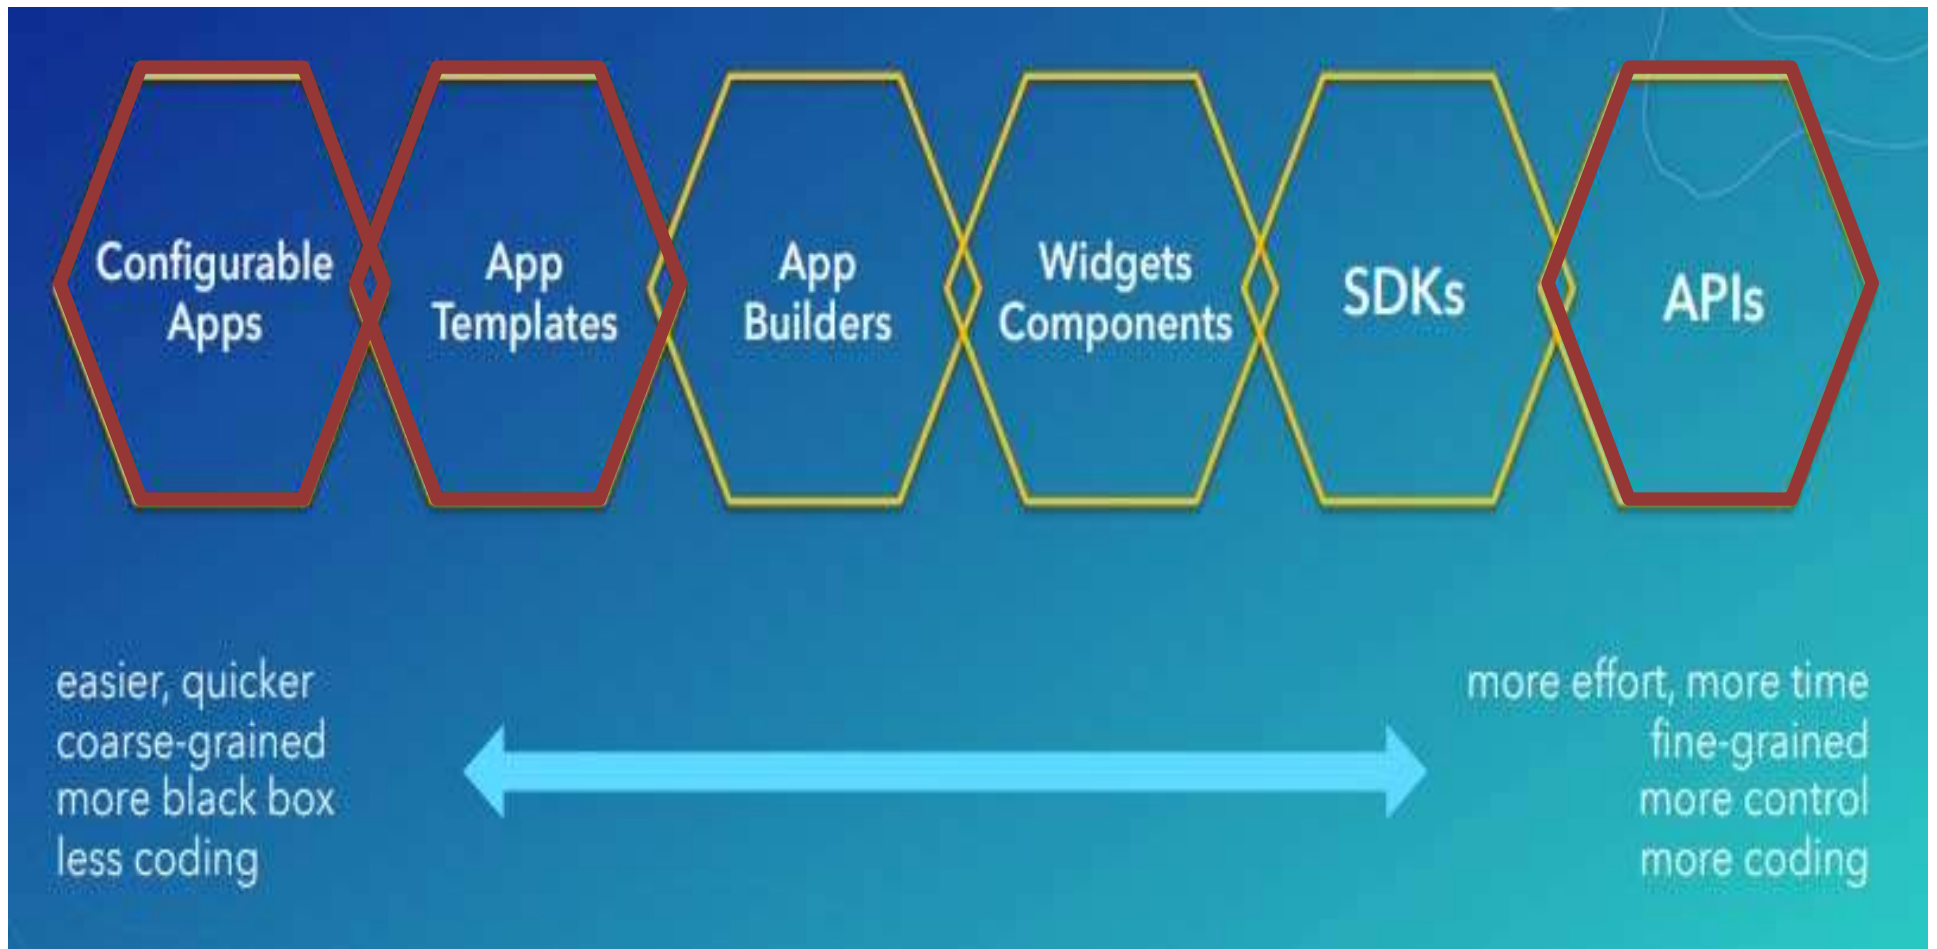 Configurable
Apps
App
Templates
App
Builders
Widgets
Components
SDKs
APIs
easier, quicker
coarse-grained
more black box
less coding
more effort, more time
fine-grained
more control
more coding